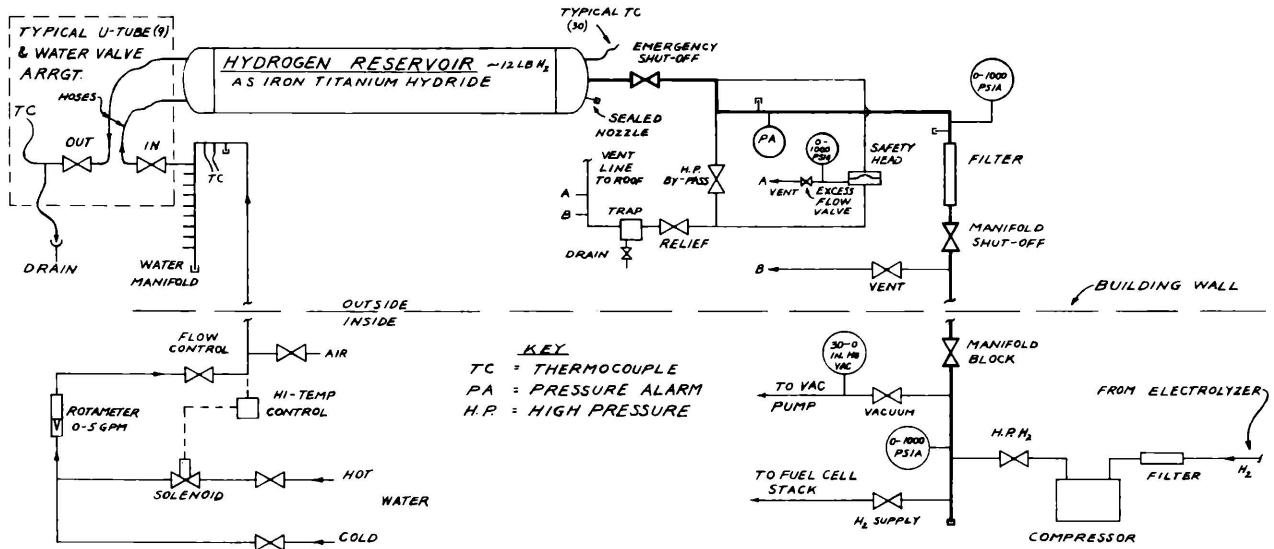 TYPICAL U-TUBE (9)
& WATER VALVE
ARRGT.
HOSES
TC
OUT
IN
TC
DRAIN
WATER
MANIFOLD
HYDROGEN RESERVOIR ~12 LB H2
AS IRON TITANIUM HYDRIDE
TYPICAL TC
(30)
EMERGENCY
SHUT-OFF
SEALED
NOZZLE
VENT
LINE
TO ROOF
A
B
TRAP
DRAIN
RELIEF
H.P.
BY-PASS
PA
0-
1000
PSIA
A
VENT
EXCESS
FLOW
VALVE
SAFETY
HEAD
0-1000
PSIA
FILTER
MANIFOLD
SHUT-OFF
B
VENT
OUTSIDE
INSIDE
BUILDING WALL
FLOW
CONTROL
AIR
ROTAMETER
0-5 GPM
HI-TEMP
CONTROL
SOLENOID
HOT
WATER
COLD
KEY
TC = THERMOCOUPLE
PA = PRESSURE ALARM
H.P. = HIGH PRESSURE
30-0
IN. HG
VAC
TO VAC
PUMP
VACUUM
MANIFOLD
BLOCK
0-1000
PSIA
TO FUEL CELL
STACK
H2 SUPPLY
H.P. H2
COMPRESSOR
FILTER
FROM ELECTROLYZER
H2